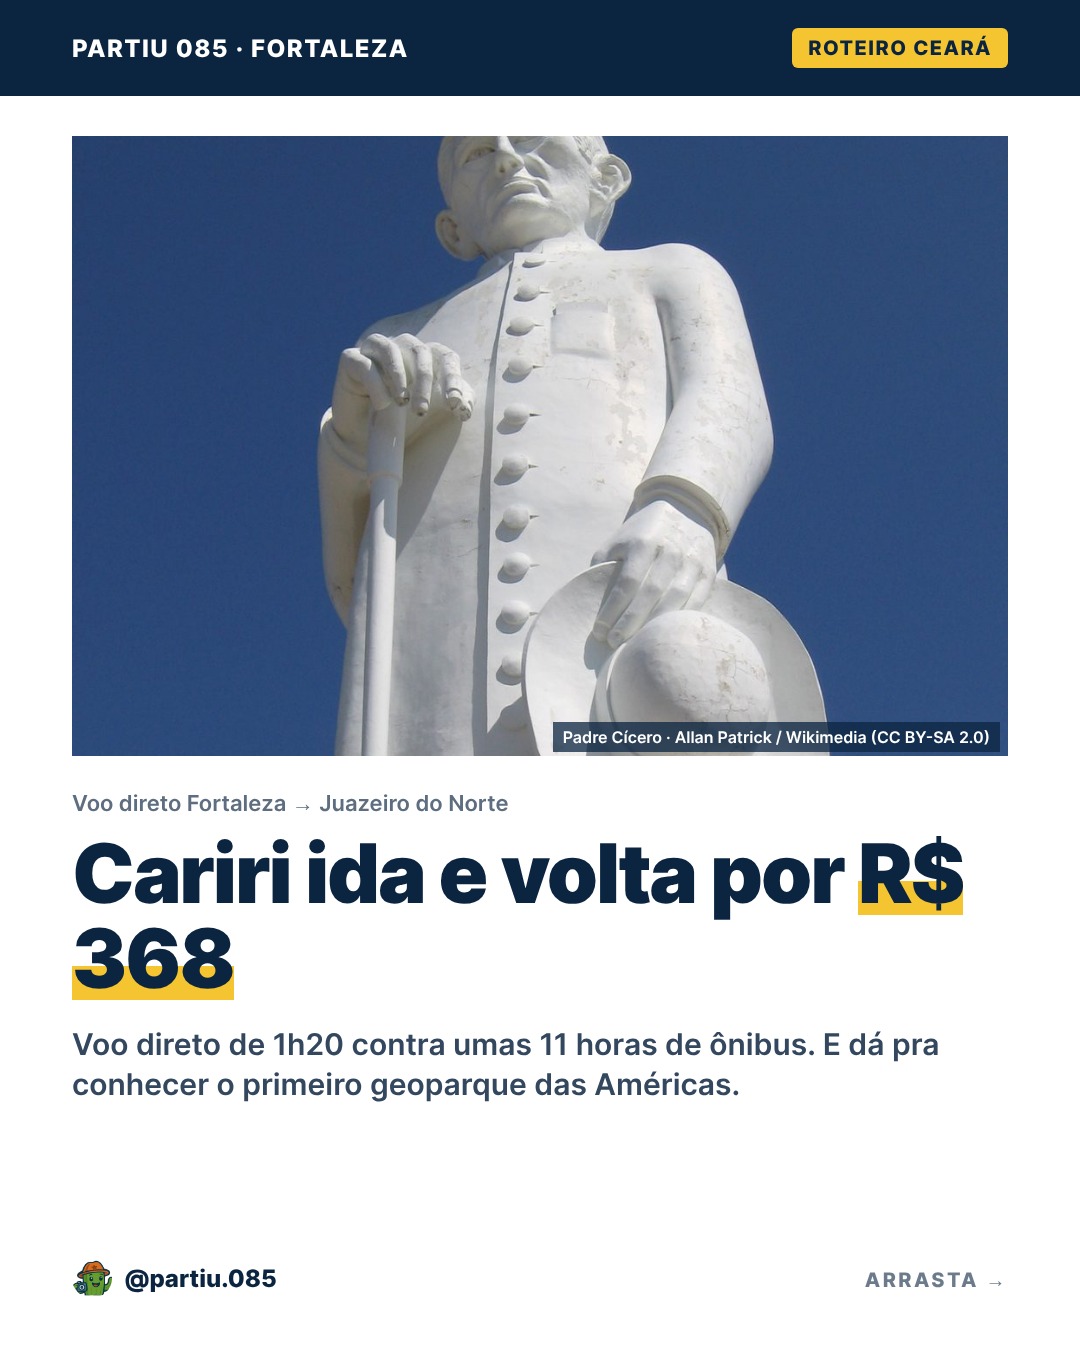 PARTIU 085 · FORTALEZA
ROTEIRO CEARÁ
Padre Cícero · Allan Patrick / Wikimedia (CC BY-SA 2.0)
Voo direto Fortaleza → Juazeiro do Norte
Cariri ida e volta por R$
368
Voo direto de 1h20 contra umas 11 horas de ônibus. E dá pra
conhecer o primeiro geoparque das Américas.
@partiu.085
ARRASTA →